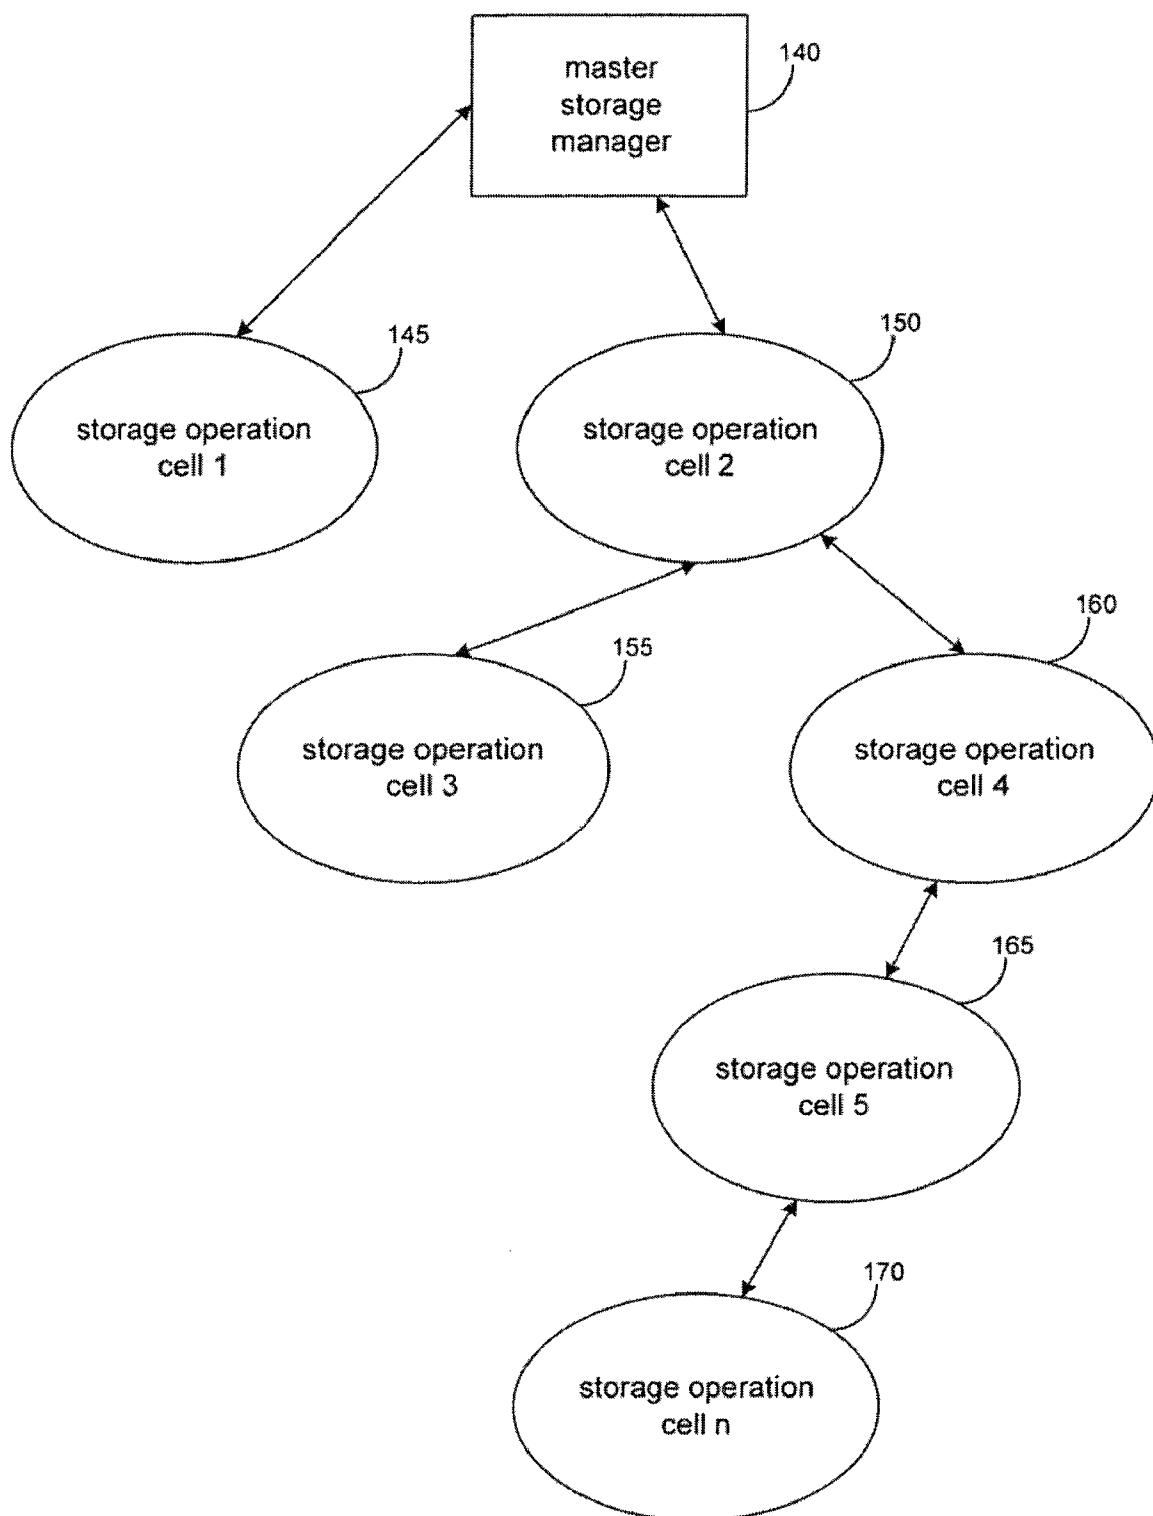 master
storage
manager
140
145
150
storage operation
cell 1
storage operation
cell 2
155
160
storage operation
cell 3
storage operation
cell 4
165
storage operation
cell 5
170
storage operation
cell n